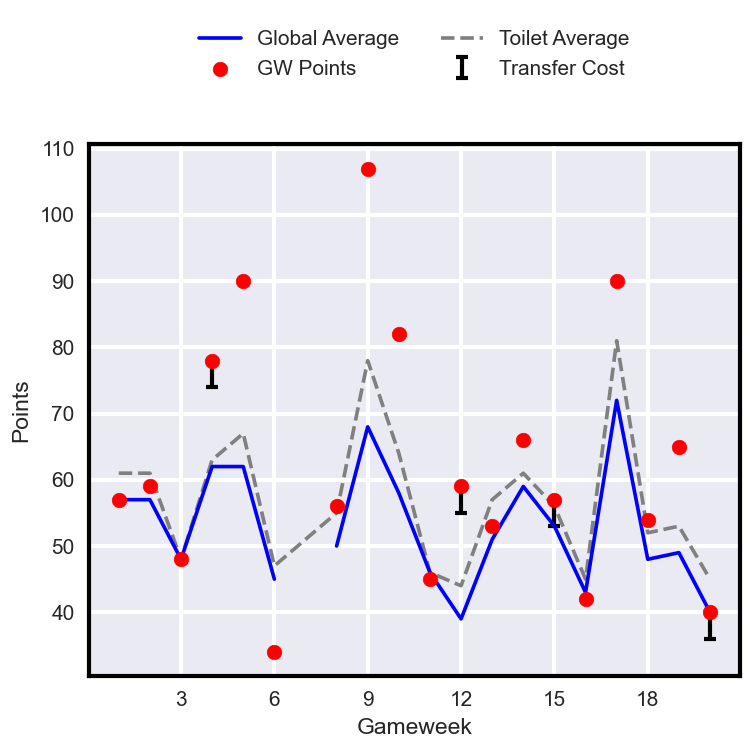 Global Average
Toilet Average
GW Points
Transfer Cost
110
100
90
80
70
60
50
40
Points
3 6 9 12 15 18
Gameweek